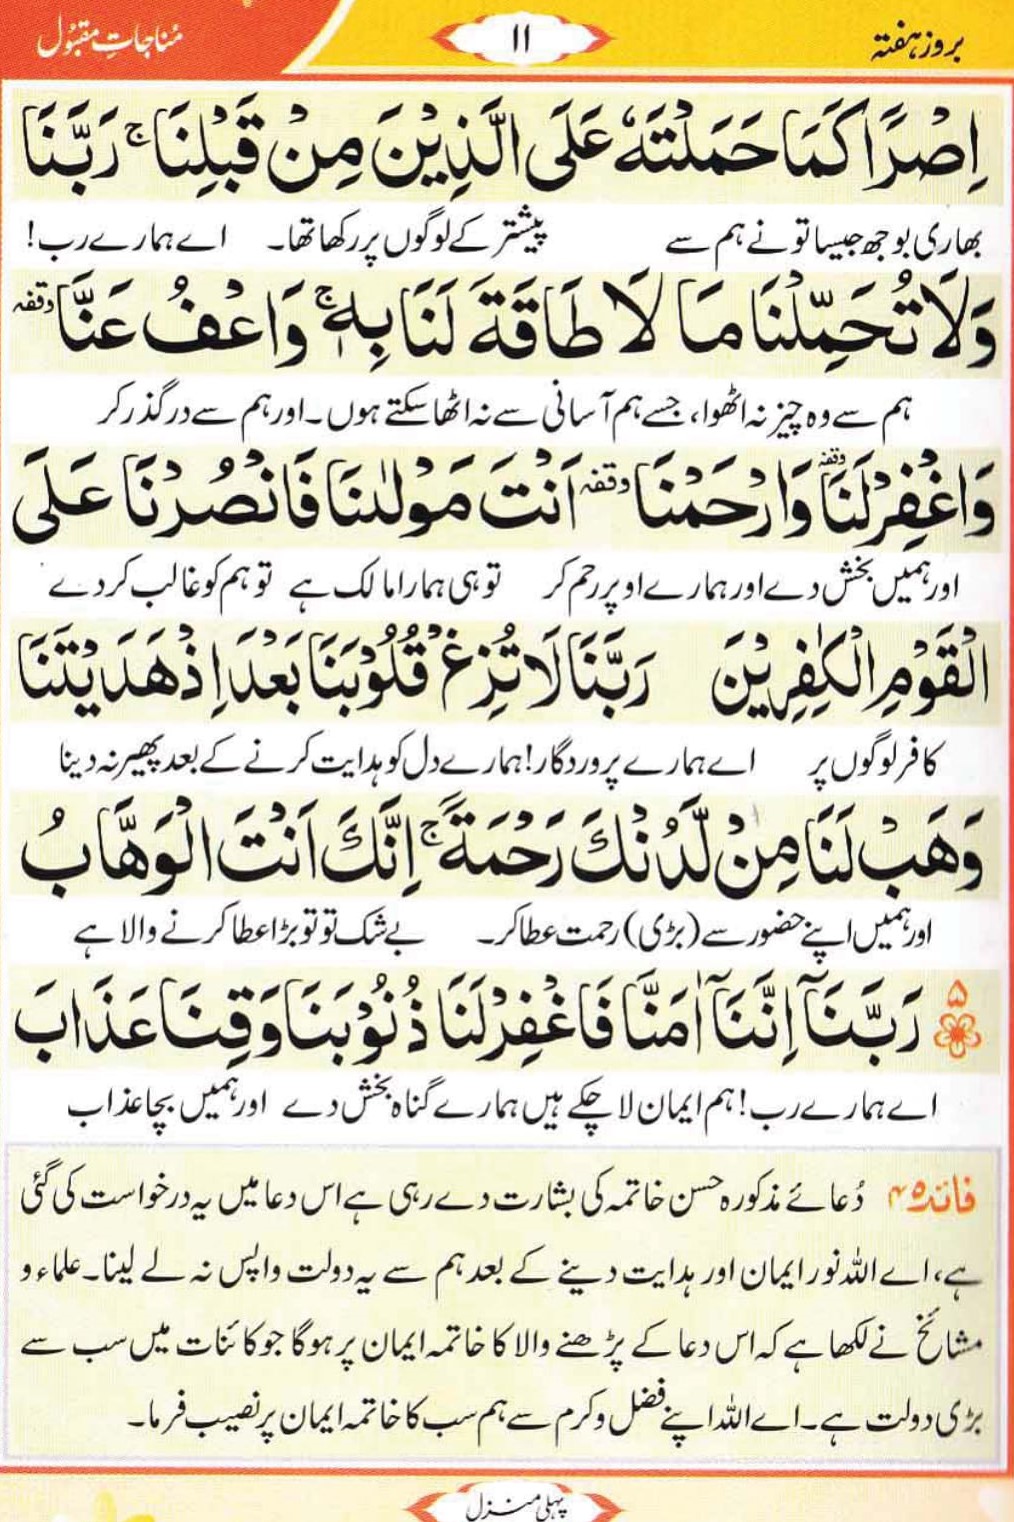 بروز ہفتہ
۱۱
مُناجاتِ مقبُول
اِصْرًا كَمَا حَمَلْتَهٗ عَلَى الَّذِيْنَ مِنْ قَبْلِنَا ۚ رَبَّنَا
بھاری بوجھ جیسا تو نے ہم سے پیشتر کے لوگوں پر رکھا تھا۔ اے ہمارے رب!
وَلَا تُحَمِّلْنَا مَا لَا طَاقَةَ لَنَا بِهٖ ۚ وَاعْفُ عَنَّا وقفہ
ہم سے وہ چیز نہ اٹھوا، جسے ہم آسانی سے نہ اٹھا سکتے ہوں۔ اور ہم سے درگذر کر
وَاغْفِرْ لَنَا وقفہ وَارْحَمْنَا وقفہ اَنْتَ مَوْلٰىنَا فَانْصُرْنَا عَلَى
اور ہمیں بخش دے اور ہمارے اوپر رحم کر تو ہی ہمارا مالک ہے تو ہم کو غالب کر دے
الْقَوْمِ الْكٰفِرِيْنَ رَبَّنَا لَا تُزِغْ قُلُوْبَنَا بَعْدَ اِذْ هَدَيْتَنَا
کافر لوگوں پر اے ہمارے پروردگار! ہمارے دل کو ہدایت کرنے کے بعد پھیر نہ دینا
وَهَبْ لَنَا مِنْ لَّدُنْكَ رَحْمَةً ۚ اِنَّكَ اَنْتَ الْوَهَّابُ
اور ہمیں اپنے حضور سے (بڑی) رحمت عطا کر۔ بے شک تو تو بڑا عطا کرنے والا ہے
۵ رَبَّنَآ اِنَّنَآ اٰمَنَّا فَاغْفِرْ لَنَا ذُنُوْبَنَا وَقِنَا عَذَابَ
اے ہمارے رب! ہم ایمان لا چکے ہیں ہمارے گناہ بخش دے اور ہمیں بچا عذاب
فائدہ ۴ دُعائے مذکورہ حسن خاتمہ کی بشارت دے رہی ہے اس دعا میں یہ درخواست کی گئی
ہے، اے اللہ نور ایمان اور ہدایت دینے کے بعد ہم سے یہ دولت واپس نہ لے لینا۔ علماء و
مشائخ نے لکھا ہے کہ اس دعا کے پڑھنے والا کا خاتمہ ایمان پر ہوگا جو کائنات میں سب سے
بڑی دولت ہے۔ اے اللہ اپنے فضل و کرم سے ہم سب کا خاتمہ ایمان پر نصیب فرما۔
پہلی منزل